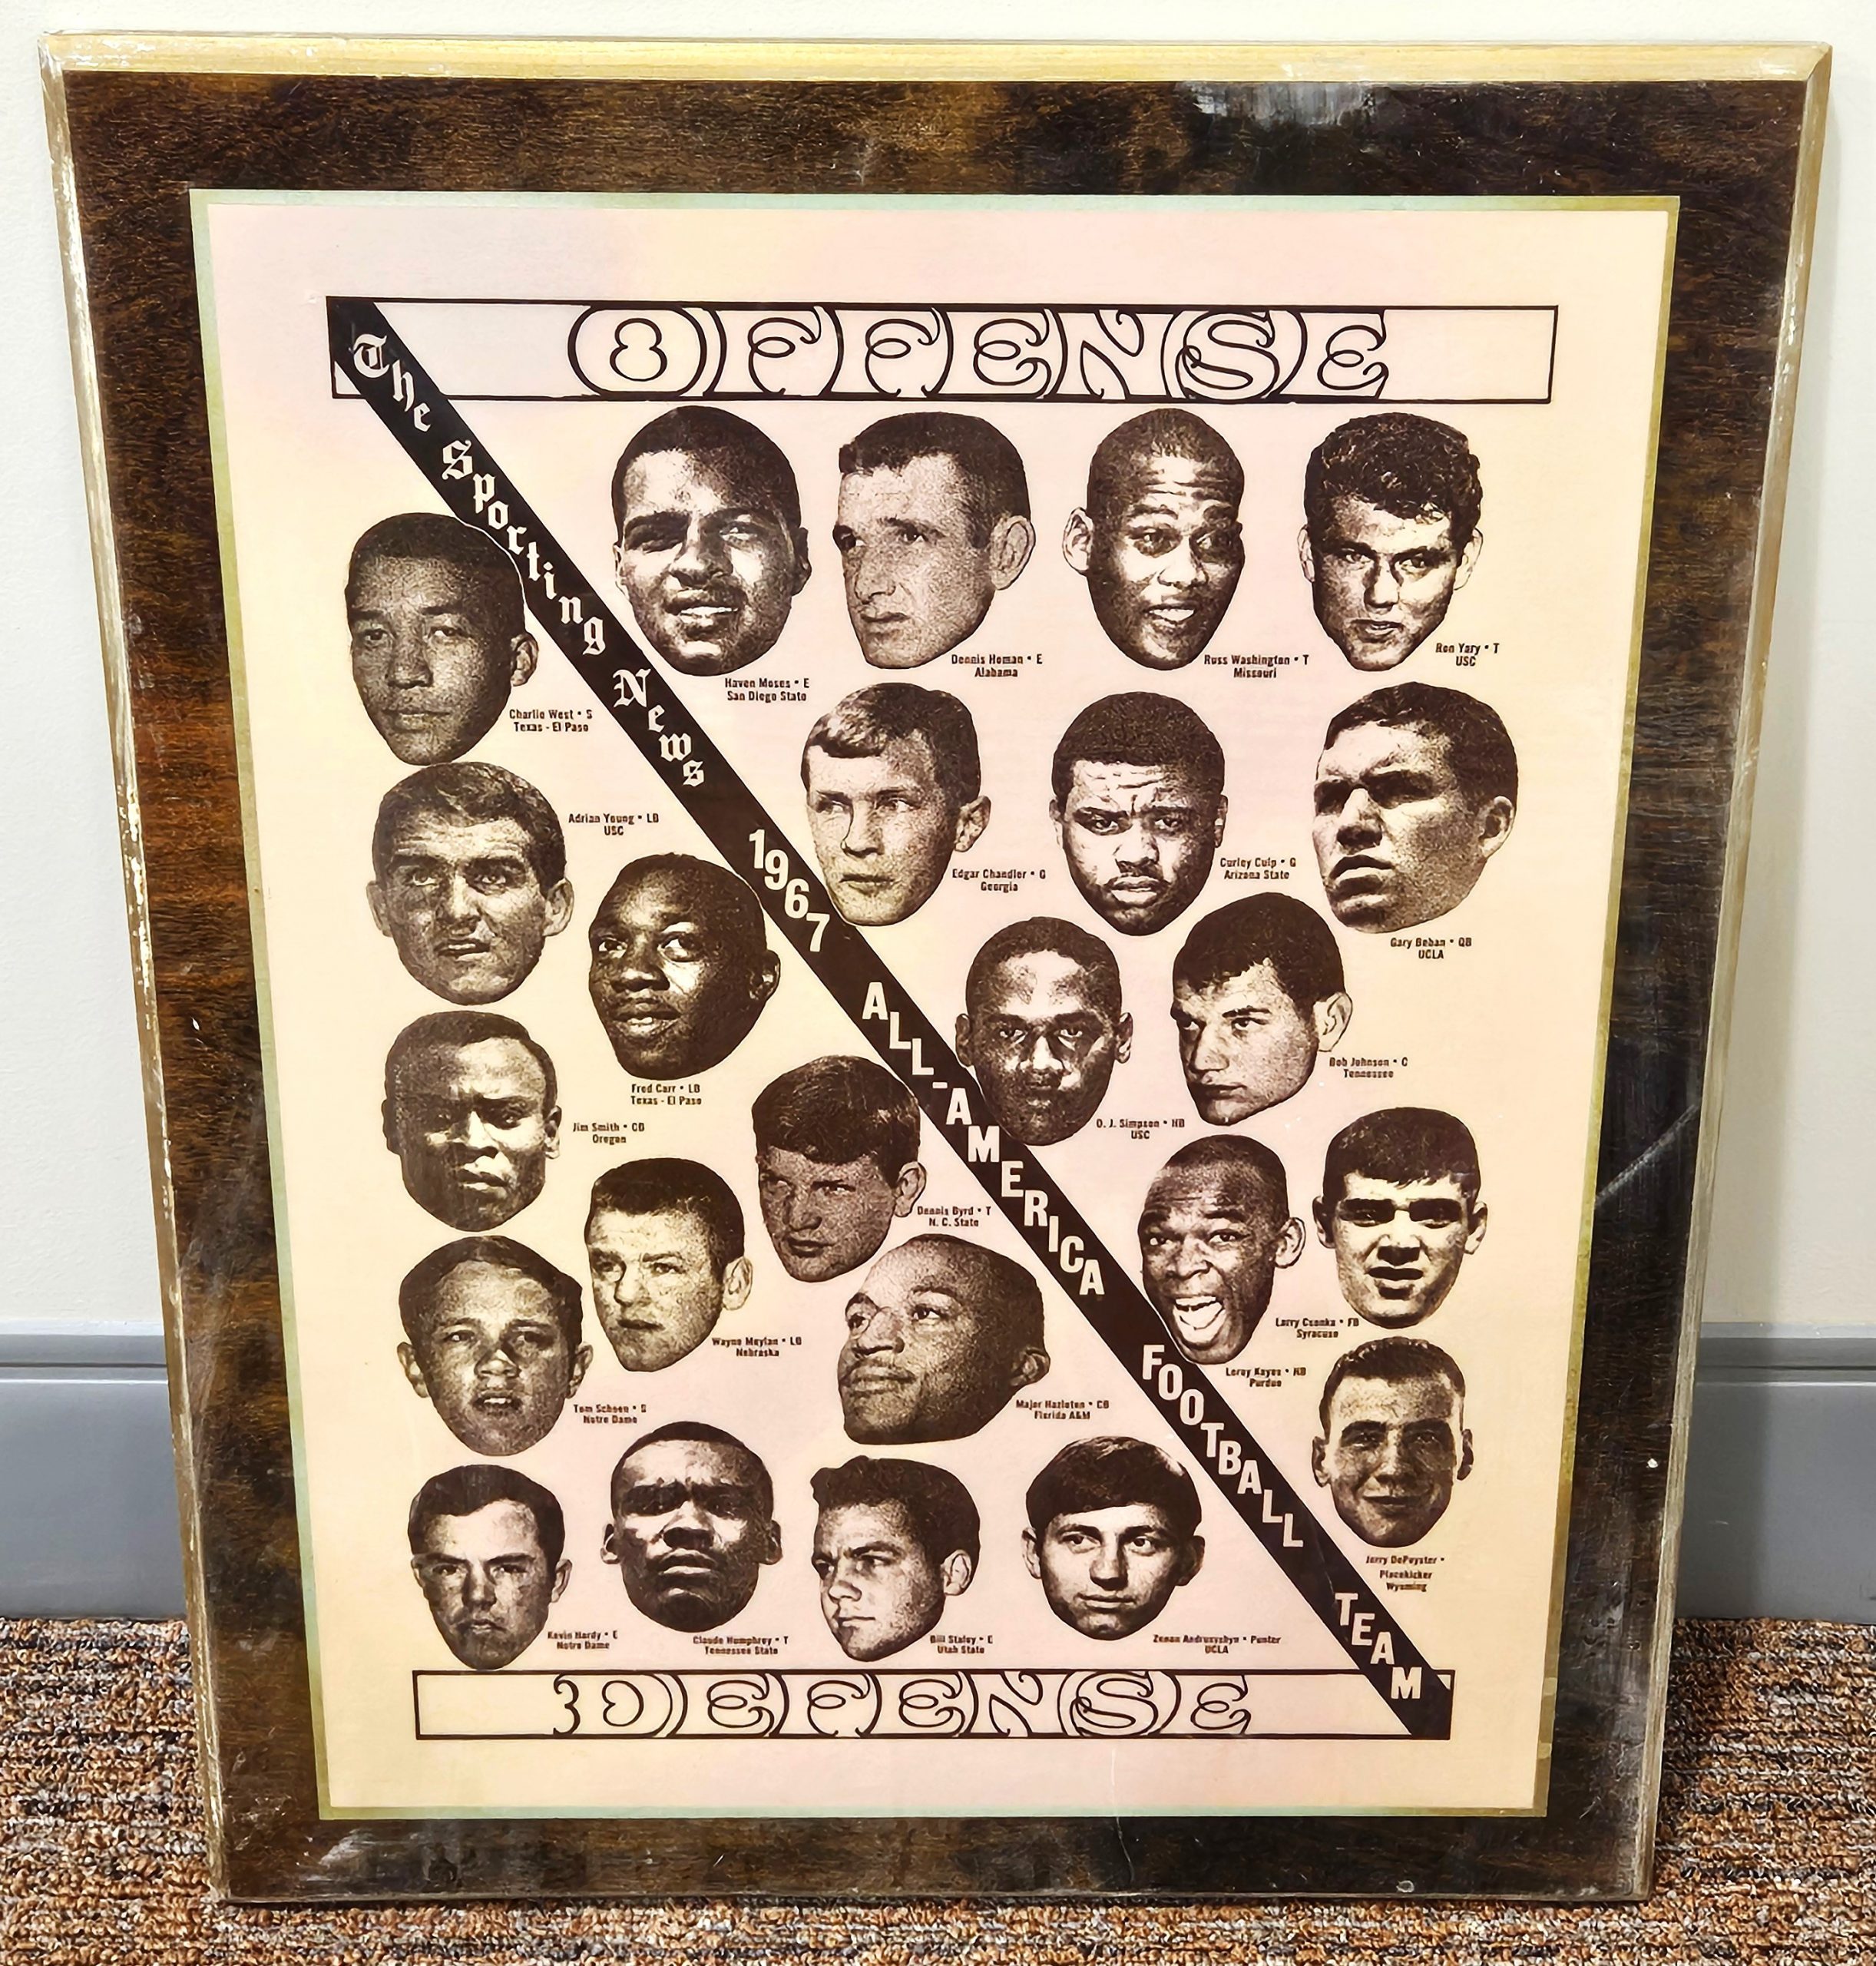 OFFENSE
The Sporting News 1967 ALL-AMERICA FOOTBALL TEAM
Haven Moses • E
San Diego State
Dennis Homan • E
Alabama
Russ Washington • T
Missouri
Ron Yary • T
USC
Edgar Chandler • G
Georgia
Curley Culp • G
Arizona State
Gary Beban • QB
UCLA
O. J. Simpson • HB
USC
Bob Johnson • C
Tennessee
Larry Csonka • FB
Syracuse
Leroy Keyes • HB
Purdue
Jerry DePoyster •
Placekicker
Wyoming
Charlie West • S
Texas - El Paso
Adrian Young • LB
USC
Fred Carr • LB
Texas - El Paso
Jim Smith • CB
Oregon
Dennis Byrd • T
N. C. State
Wayne Meylan • LB
Nebraska
Major Hazleton • CB
Florida A&M
Tom Schoen • S
Notre Dame
Kevin Hardy • E
Notre Dame
Claude Humphrey • T
Tennessee State
Bill Staley • E
Utah State
Zenon Andrusyshyn • Punter
UCLA
DEFENSE